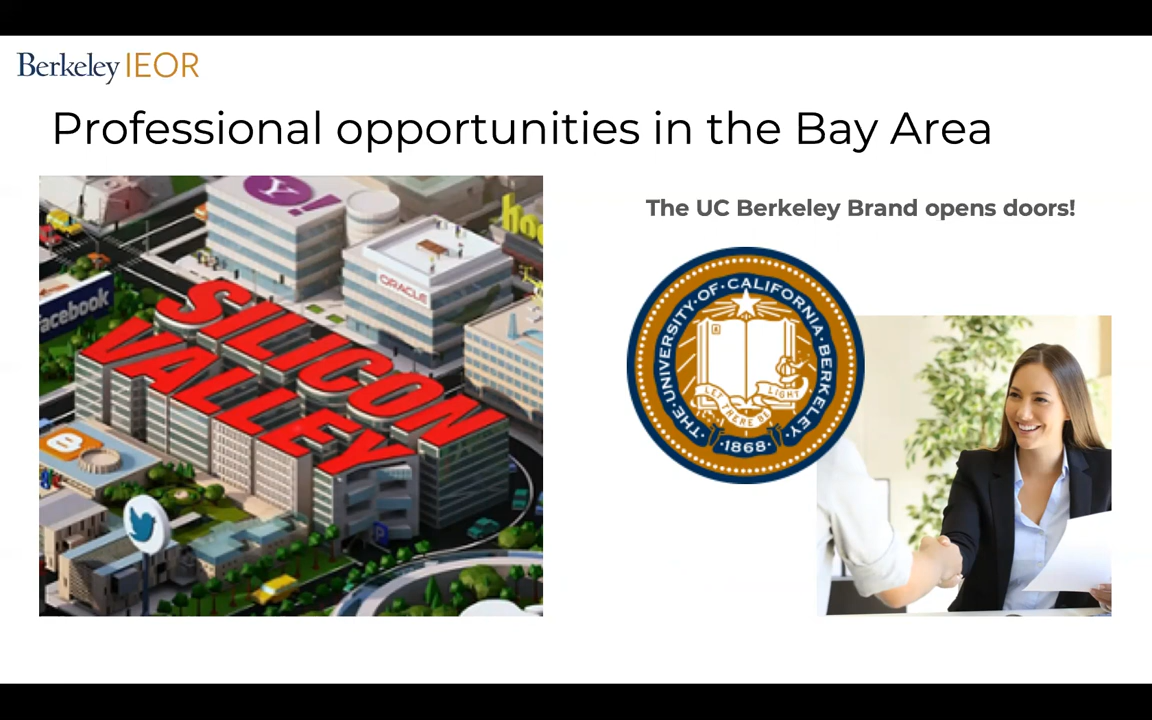 Berkeley IEOR
Professional opportunities in the Bay Area
The UC Berkeley Brand opens doors!
Y!
ORACLE
facebook
SILICON
VALLEY
THE·UNIVERSITY·OF·CALIFORNIA·BERKELEY
A
LET THERE BE LIGHT
·1868·